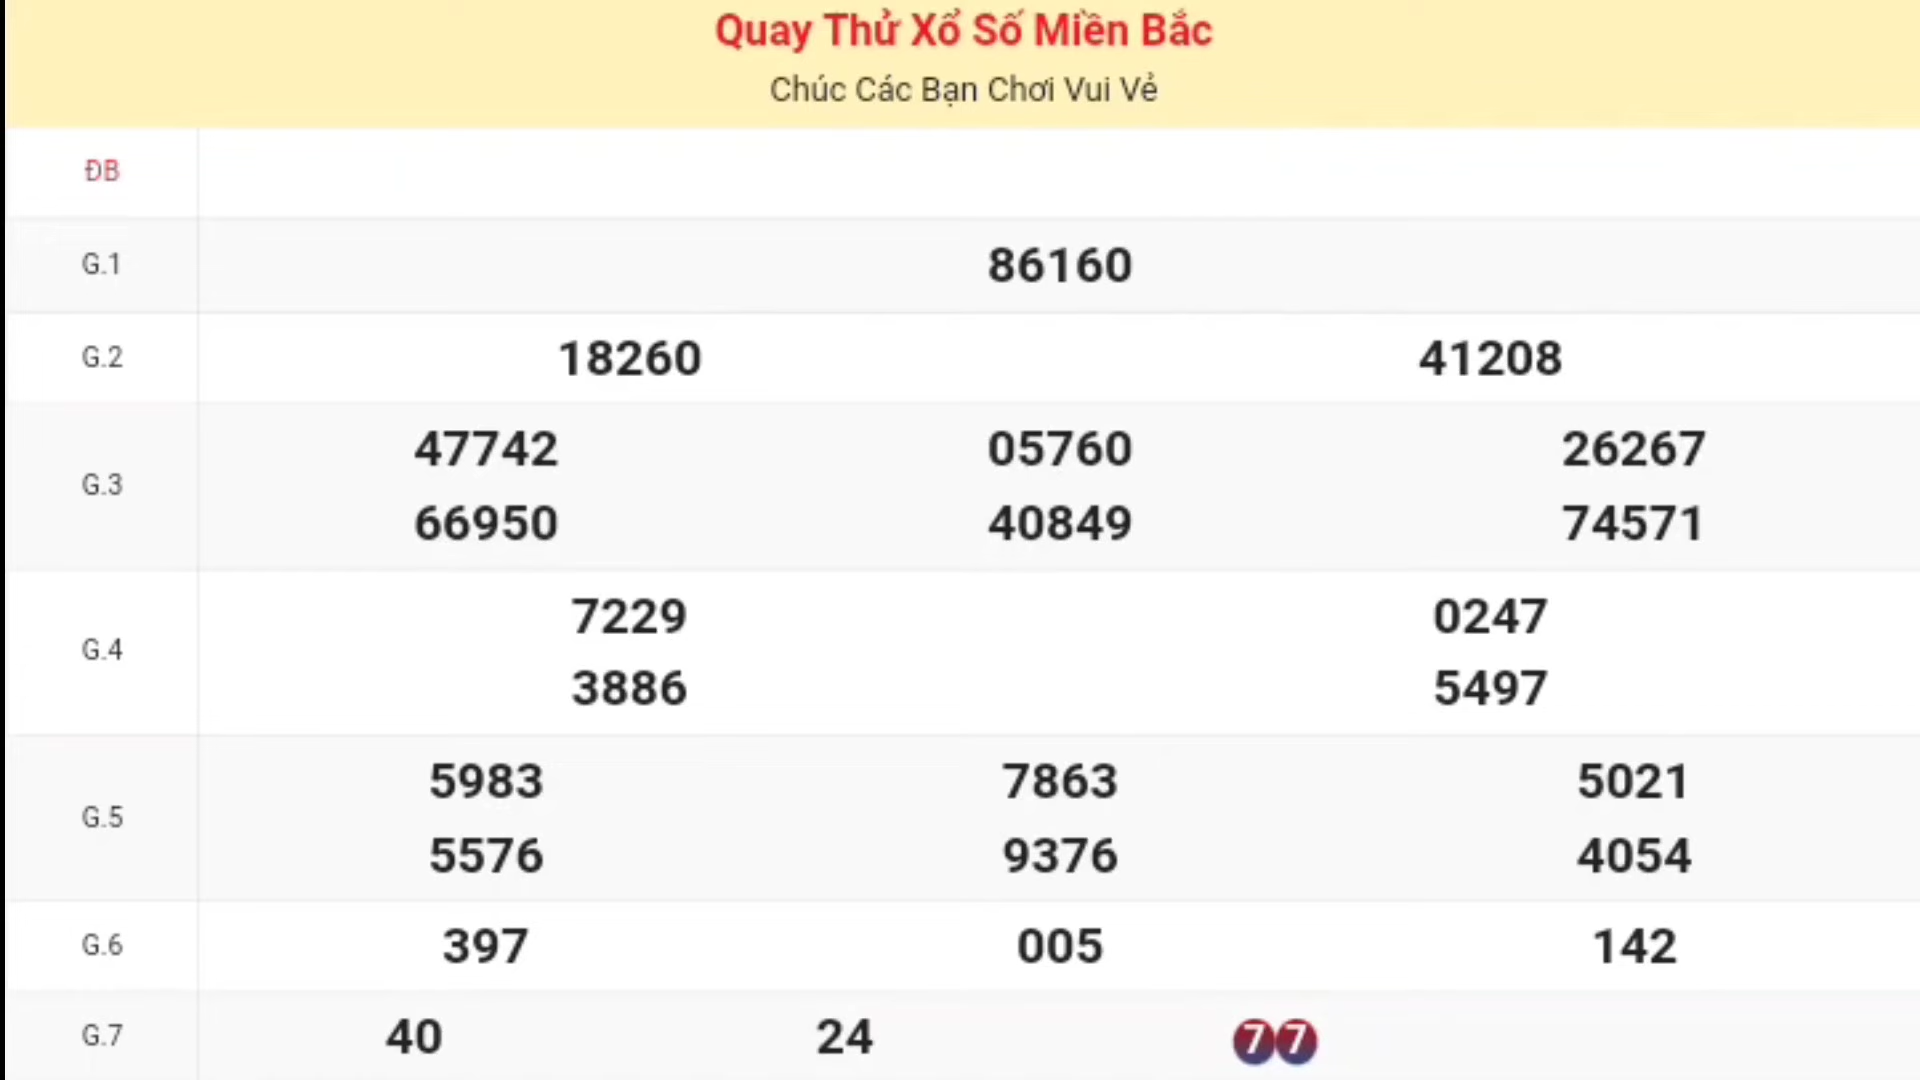 Quay Thử Xổ Số Miền Bắc
Chúc Các Bạn Chơi Vui Vẻ
ĐB
G.1 86160
G.2 18260 41208
G.3 47742 05760 26267
66950 40849 74571
G.4 7229 0247
3886 5497
G.5 5983 7863 5021
5576 9376 4054
G.6 397 005 142
G.7 40 24 77